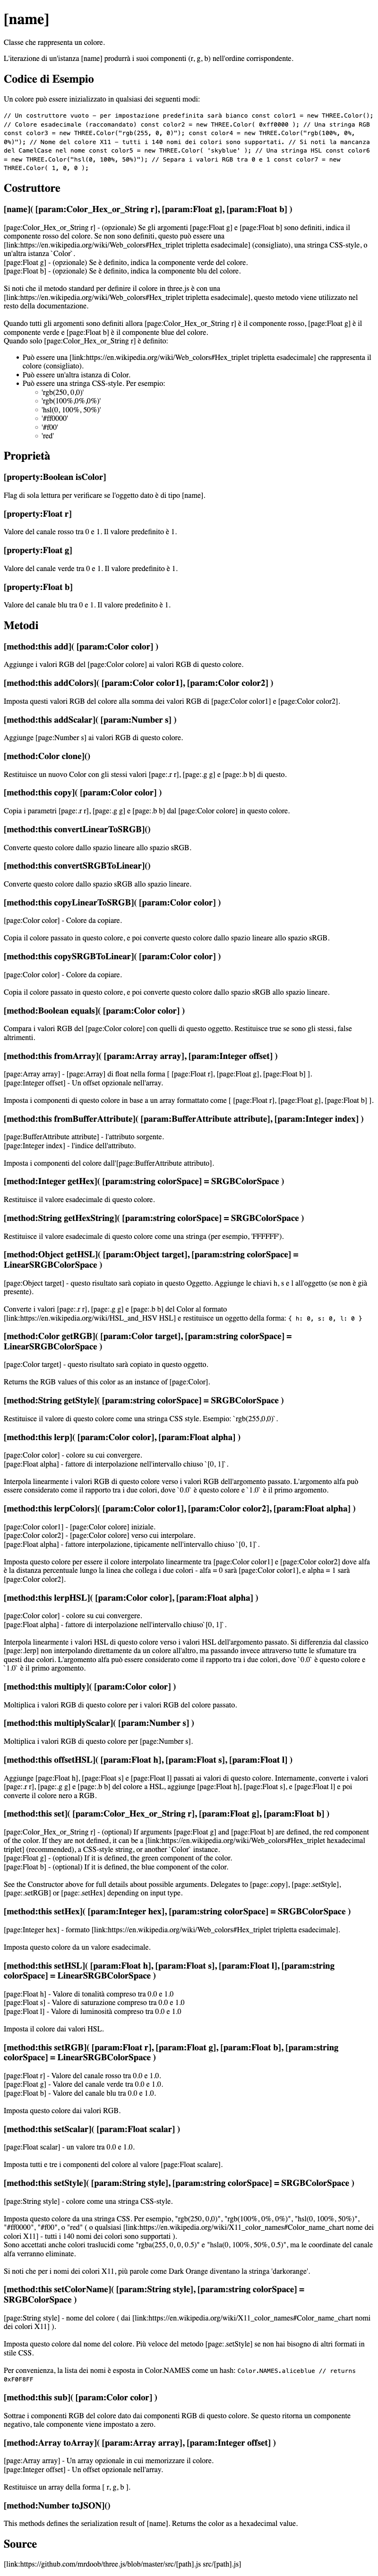 [name]
Classe che rappresenta un colore.
L'iterazione di un'istanza [name] produrrà i suoi componenti (r, g, b) nell'ordine corrispondente.
Codice di Esempio
Un colore può essere inizializzato in qualsiasi dei seguenti modi:
// Un costruttore vuoto - per impostazione predefinita sarà bianco const color1 = new THREE.Color();
// Colore esadecimale (raccomandato) const color2 = new THREE.Color( 0xff0000 ); // Una stringa RGB
const color3 = new THREE.Color("rgb(255, 0, 0)"); const color4 = new THREE.Color("rgb(100%, 0%,
0%)"); // Nome del colore X11 - tutti i 140 nomi dei colori sono supportati. // Si noti la mancanza
del CamelCase nel nome const color5 = new THREE.Color( 'skyblue' ); // Una stringa HSL const color6
= new THREE.Color("hsl(0, 100%, 50%)"); // Separa i valori RGB tra 0 e 1 const color7 = new
THREE.Color( 1, 0, 0 );
Costruttore
[name]( [param:Color_Hex_or_String r], [param:Float g], [param:Float b] )
[page:Color_Hex_or_String r] - (opzionale) Se gli argomenti [page:Float g] e [page:Float b] sono definiti, indica il
componente rosso del colore. Se non sono definiti, questo può essere una
[link:https://en.wikipedia.org/wiki/Web_colors#Hex_triplet tripletta esadecimale] (consigliato), una stringa CSS-style, o
un'altra istanza `Color`.
[page:Float g] - (opzionale) Se è definito, indica la componente verde del colore.
[page:Float b] - (opzionale) Se è definito, indica la componente blu del colore.
Si noti che il metodo standard per definire il colore in three.js è con una
[link:https://en.wikipedia.org/wiki/Web_colors#Hex_triplet tripletta esadecimale], questo metodo viene utilizzato nel
resto della documentazione.
Quando tutti gli argomenti sono definiti allora [page:Color_Hex_or_String r] è il componente rosso, [page:Float g] è il
componente verde e [page:Float b] è il componente blue del colore.
Quando solo [page:Color_Hex_or_String r] è definito:
Può essere una [link:https://en.wikipedia.org/wiki/Web_colors#Hex_triplet tripletta esadecimale] che rappresenta il
colore (consigliato).
Può essere un'altra istanza di Color.
Può essere una stringa CSS-style. Per esempio:
'rgb(250, 0,0)'
'rgb(100%,0%,0%)'
'hsl(0, 100%, 50%)'
'#ff0000'
'#f00'
'red'
Proprietà
[property:Boolean isColor]
Flag di sola lettura per verificare se l'oggetto dato è di tipo [name].
[property:Float r]
Valore del canale rosso tra 0 e 1. Il valore predefinito è 1.
[property:Float g]
Valore del canale verde tra 0 e 1. Il valore predefinito è 1.
[property:Float b]
Valore del canale blu tra 0 e 1. Il valore predefinito è 1.
Metodi
[method:this add]( [param:Color color] )
Aggiunge i valori RGB del [page:Color colore] ai valori RGB di questo colore.
[method:this addColors]( [param:Color color1], [param:Color color2] )
Imposta questi valori RGB del colore alla somma dei valori RGB di [page:Color color1] e [page:Color color2].
[method:this addScalar]( [param:Number s] )
Aggiunge [page:Number s] ai valori RGB di questo colore.
[method:Color clone]()
Restituisce un nuovo Color con gli stessi valori [page:.r r], [page:.g g] e [page:.b b] di questo.
[method:this copy]( [param:Color color] )
Copia i parametri [page:.r r], [page:.g g] e [page:.b b] dal [page:Color colore] in questo colore.
[method:this convertLinearToSRGB]()
Converte questo colore dallo spazio lineare allo spazio sRGB.
[method:this convertSRGBToLinear]()
Converte questo colore dallo spazio sRGB allo spazio lineare.
[method:this copyLinearToSRGB]( [param:Color color] )
[page:Color color] - Colore da copiare.
Copia il colore passato in questo colore, e poi converte questo colore dallo spazio lineare allo spazio sRGB.
[method:this copySRGBToLinear]( [param:Color color] )
[page:Color color] - Colore da copiare.
Copia il colore passato in questo colore, e poi converte questo colore dallo spazio sRGB allo spazio lineare.
[method:Boolean equals]( [param:Color color] )
Compara i valori RGB del [page:Color colore] con quelli di questo oggetto. Restituisce true se sono gli stessi, false
altrimenti.
[method:this fromArray]( [param:Array array], [param:Integer offset] )
[page:Array array] - [page:Array] di float nella forma [ [page:Float r], [page:Float g], [page:Float b] ].
[page:Integer offset] - Un offset opzionale nell'array.
Imposta i componenti di questo colore in base a un array formattato come [ [page:Float r], [page:Float g], [page:Float b] ].
[method:this fromBufferAttribute]( [param:BufferAttribute attribute], [param:Integer index] )
[page:BufferAttribute attribute] - l'attributo sorgente.
[page:Integer index] - l'indice dell'attributo.
Imposta i componenti del colore dall'[page:BufferAttribute attributo].
[method:Integer getHex]( [param:string colorSpace] = SRGBColorSpace )
Restituisce il valore esadecimale di questo colore.
[method:String getHexString]( [param:string colorSpace] = SRGBColorSpace )
Restituisce il valore esadecimale di questo colore come una stringa (per esempio, 'FFFFFF').
[method:Object getHSL]( [param:Object target], [param:string colorSpace] =
LinearSRGBColorSpace )
[page:Object target] - questo risultato sarà copiato in questo Oggetto. Aggiunge le chiavi h, s e l all'oggetto (se non è già
presente).
Converte i valori [page:.r r], [page:.g g] e [page:.b b] del Color al formato
[link:https://en.wikipedia.org/wiki/HSL_and_HSV HSL] e restituisce un oggetto della forma: { h: 0, s: 0, l: 0 }
[method:Color getRGB]( [param:Color target], [param:string colorSpace] =
LinearSRGBColorSpace )
[page:Color target] - questo risultato sarà copiato in questo oggetto.
Returns the RGB values of this color as an instance of [page:Color].
[method:String getStyle]( [param:string colorSpace] = SRGBColorSpace )
Restituisce il valore di questo colore come una stringa CSS style. Esempio: `rgb(255,0,0)`.
[method:this lerp]( [param:Color color], [param:Float alpha] )
[page:Color color] - colore su cui convergere.
[page:Float alpha] - fattore di interpolazione nell'intervallo chiuso `[0, 1]`.
Interpola linearmente i valori RGB di questo colore verso i valori RGB dell'argomento passato. L'argomento alfa può
essere considerato come il rapporto tra i due colori, dove `0.0` è questo colore e `1.0` è il primo argomento.
[method:this lerpColors]( [param:Color color1], [param:Color color2], [param:Float alpha] )
[page:Color color1] - [page:Color colore] iniziale.
[page:Color color2] - [page:Color colore] verso cui interpolare.
[page:Float alpha] - fattore interpolazione, tipicamente nell'intervallo chiuso `[0, 1]`.
Imposta questo colore per essere il colore interpolato linearmente tra [page:Color color1] e [page:Color color2] dove alfa
è la distanza percentuale lungo la linea che collega i due colori - alfa = 0 sarà [page:Color color1], e alpha = 1 sarà
[page:Color color2].
[method:this lerpHSL]( [param:Color color], [param:Float alpha] )
[page:Color color] - colore su cui convergere.
[page:Float alpha] - fattore di interpolazione nell'intervallo chiuso`[0, 1]`.
Interpola linearmente i valori HSL di questo colore verso i valori HSL dell'argomento passato. Si differenzia dal classico
[page:.lerp] non interpolando direttamente da un colore all'altro, ma passando invece attraverso tutte le sfumature tra
questi due colori. L'argomento alfa può essere considerato come il rapporto tra i due colori, dove `0.0` è questo colore e
`1.0` è il primo argomento.
[method:this multiply]( [param:Color color] )
Moltiplica i valori RGB di questo colore per i valori RGB del colore passato.
[method:this multiplyScalar]( [param:Number s] )
Moltiplica i valori RGB di questo colore per [page:Number s].
[method:this offsetHSL]( [param:Float h], [param:Float s], [param:Float l] )
Aggiunge [page:Float h], [page:Float s] e [page:Float l] passati ai valori di questo colore. Internamente, converte i valori
[page:.r r], [page:.g g] e [page:.b b] del colore a HSL, aggiunge [page:Float h], [page:Float s], e [page:Float l] e poi
converte il colore nero a RGB.
[method:this set]( [param:Color_Hex_or_String r], [param:Float g], [param:Float b] )
[page:Color_Hex_or_String r] - (optional) If arguments [page:Float g] and [page:Float b] are defined, the red component
of the color. If they are not defined, it can be a [link:https://en.wikipedia.org/wiki/Web_colors#Hex_triplet hexadecimal
triplet] (recommended), a CSS-style string, or another `Color` instance.
[page:Float g] - (optional) If it is defined, the green component of the color.
[page:Float b] - (optional) If it is defined, the blue component of the color.
See the Constructor above for full details about possible arguments. Delegates to [page:.copy], [page:.setStyle],
[page:.setRGB] or [page:.setHex] depending on input type.
[method:this setHex]( [param:Integer hex], [param:string colorSpace] = SRGBColorSpace )
[page:Integer hex] - formato [link:https://en.wikipedia.org/wiki/Web_colors#Hex_triplet tripletta esadecimale].
Imposta questo colore da un valore esadecimale.
[method:this setHSL]( [param:Float h], [param:Float s], [param:Float l], [param:string
colorSpace] = LinearSRGBColorSpace )
[page:Float h] - Valore di tonalità compreso tra 0.0 e 1.0
[page:Float s] - Valore di saturazione compreso tra 0.0 e 1.0
[page:Float l] - Valore di luminosità compreso tra 0.0 e 1.0
Imposta il colore dai valori HSL.
[method:this setRGB]( [param:Float r], [param:Float g], [param:Float b], [param:string
colorSpace] = LinearSRGBColorSpace )
[page:Float r] - Valore del canale rosso tra 0.0 e 1.0.
[page:Float g] - Valore del canale verde tra 0.0 e 1.0.
[page:Float b] - Valore del canale blu tra 0.0 e 1.0.
Imposta questo colore dai valori RGB.
[method:this setScalar]( [param:Float scalar] )
[page:Float scalar] - un valore tra 0.0 e 1.0.
Imposta tutti e tre i componenti del colore al valore [page:Float scalare].
[method:this setStyle]( [param:String style], [param:string colorSpace] = SRGBColorSpace )
[page:String style] - colore come una stringa CSS-style.
Imposta questo colore da una stringa CSS. Per esempio, "rgb(250, 0,0)", "rgb(100%, 0%, 0%)", "hsl(0, 100%, 50%)",
"#ff0000", "#f00", o "red" ( o qualsiasi [link:https://en.wikipedia.org/wiki/X11_color_names#Color_name_chart nome dei
colori X11] - tutti i 140 nomi dei colori sono supportati ).
Sono accettati anche colori traslucidi come "rgba(255, 0, 0, 0.5)" e "hsla(0, 100%, 50%, 0.5)", ma le coordinate del canale
alfa verranno eliminate.
Si noti che per i nomi dei colori X11, più parole come Dark Orange diventano la stringa 'darkorange'.
[method:this setColorName]( [param:String style], [param:string colorSpace] =
SRGBColorSpace )
[page:String style] - nome del colore ( dai [link:https://en.wikipedia.org/wiki/X11_color_names#Color_name_chart nomi
dei colori X11] ).
Imposta questo colore dal nome del colore. Più veloce del metodo [page:.setStyle] se non hai bisogno di altri formati in
stile CSS.
Per convenienza, la lista dei nomi è esposta in Color.NAMES come un hash: Color.NAMES.aliceblue // returns
0xF0F8FF
[method:this sub]( [param:Color color] )
Sottrae i componenti RGB del colore dato dai componenti RGB di questo colore. Se questo ritorna un componente
negativo, tale componente viene impostato a zero.
[method:Array toArray]( [param:Array array], [param:Integer offset] )
[page:Array array] - Un array opzionale in cui memorizzare il colore.
[page:Integer offset] - Un offset opzionale nell'array.
Restituisce un array della forma [ r, g, b ].
[method:Number toJSON]()
This methods defines the serialization result of [name]. Returns the color as a hexadecimal value.
Source
[link:https://github.com/mrdoob/three.js/blob/master/src/[path].js src/[path].js]